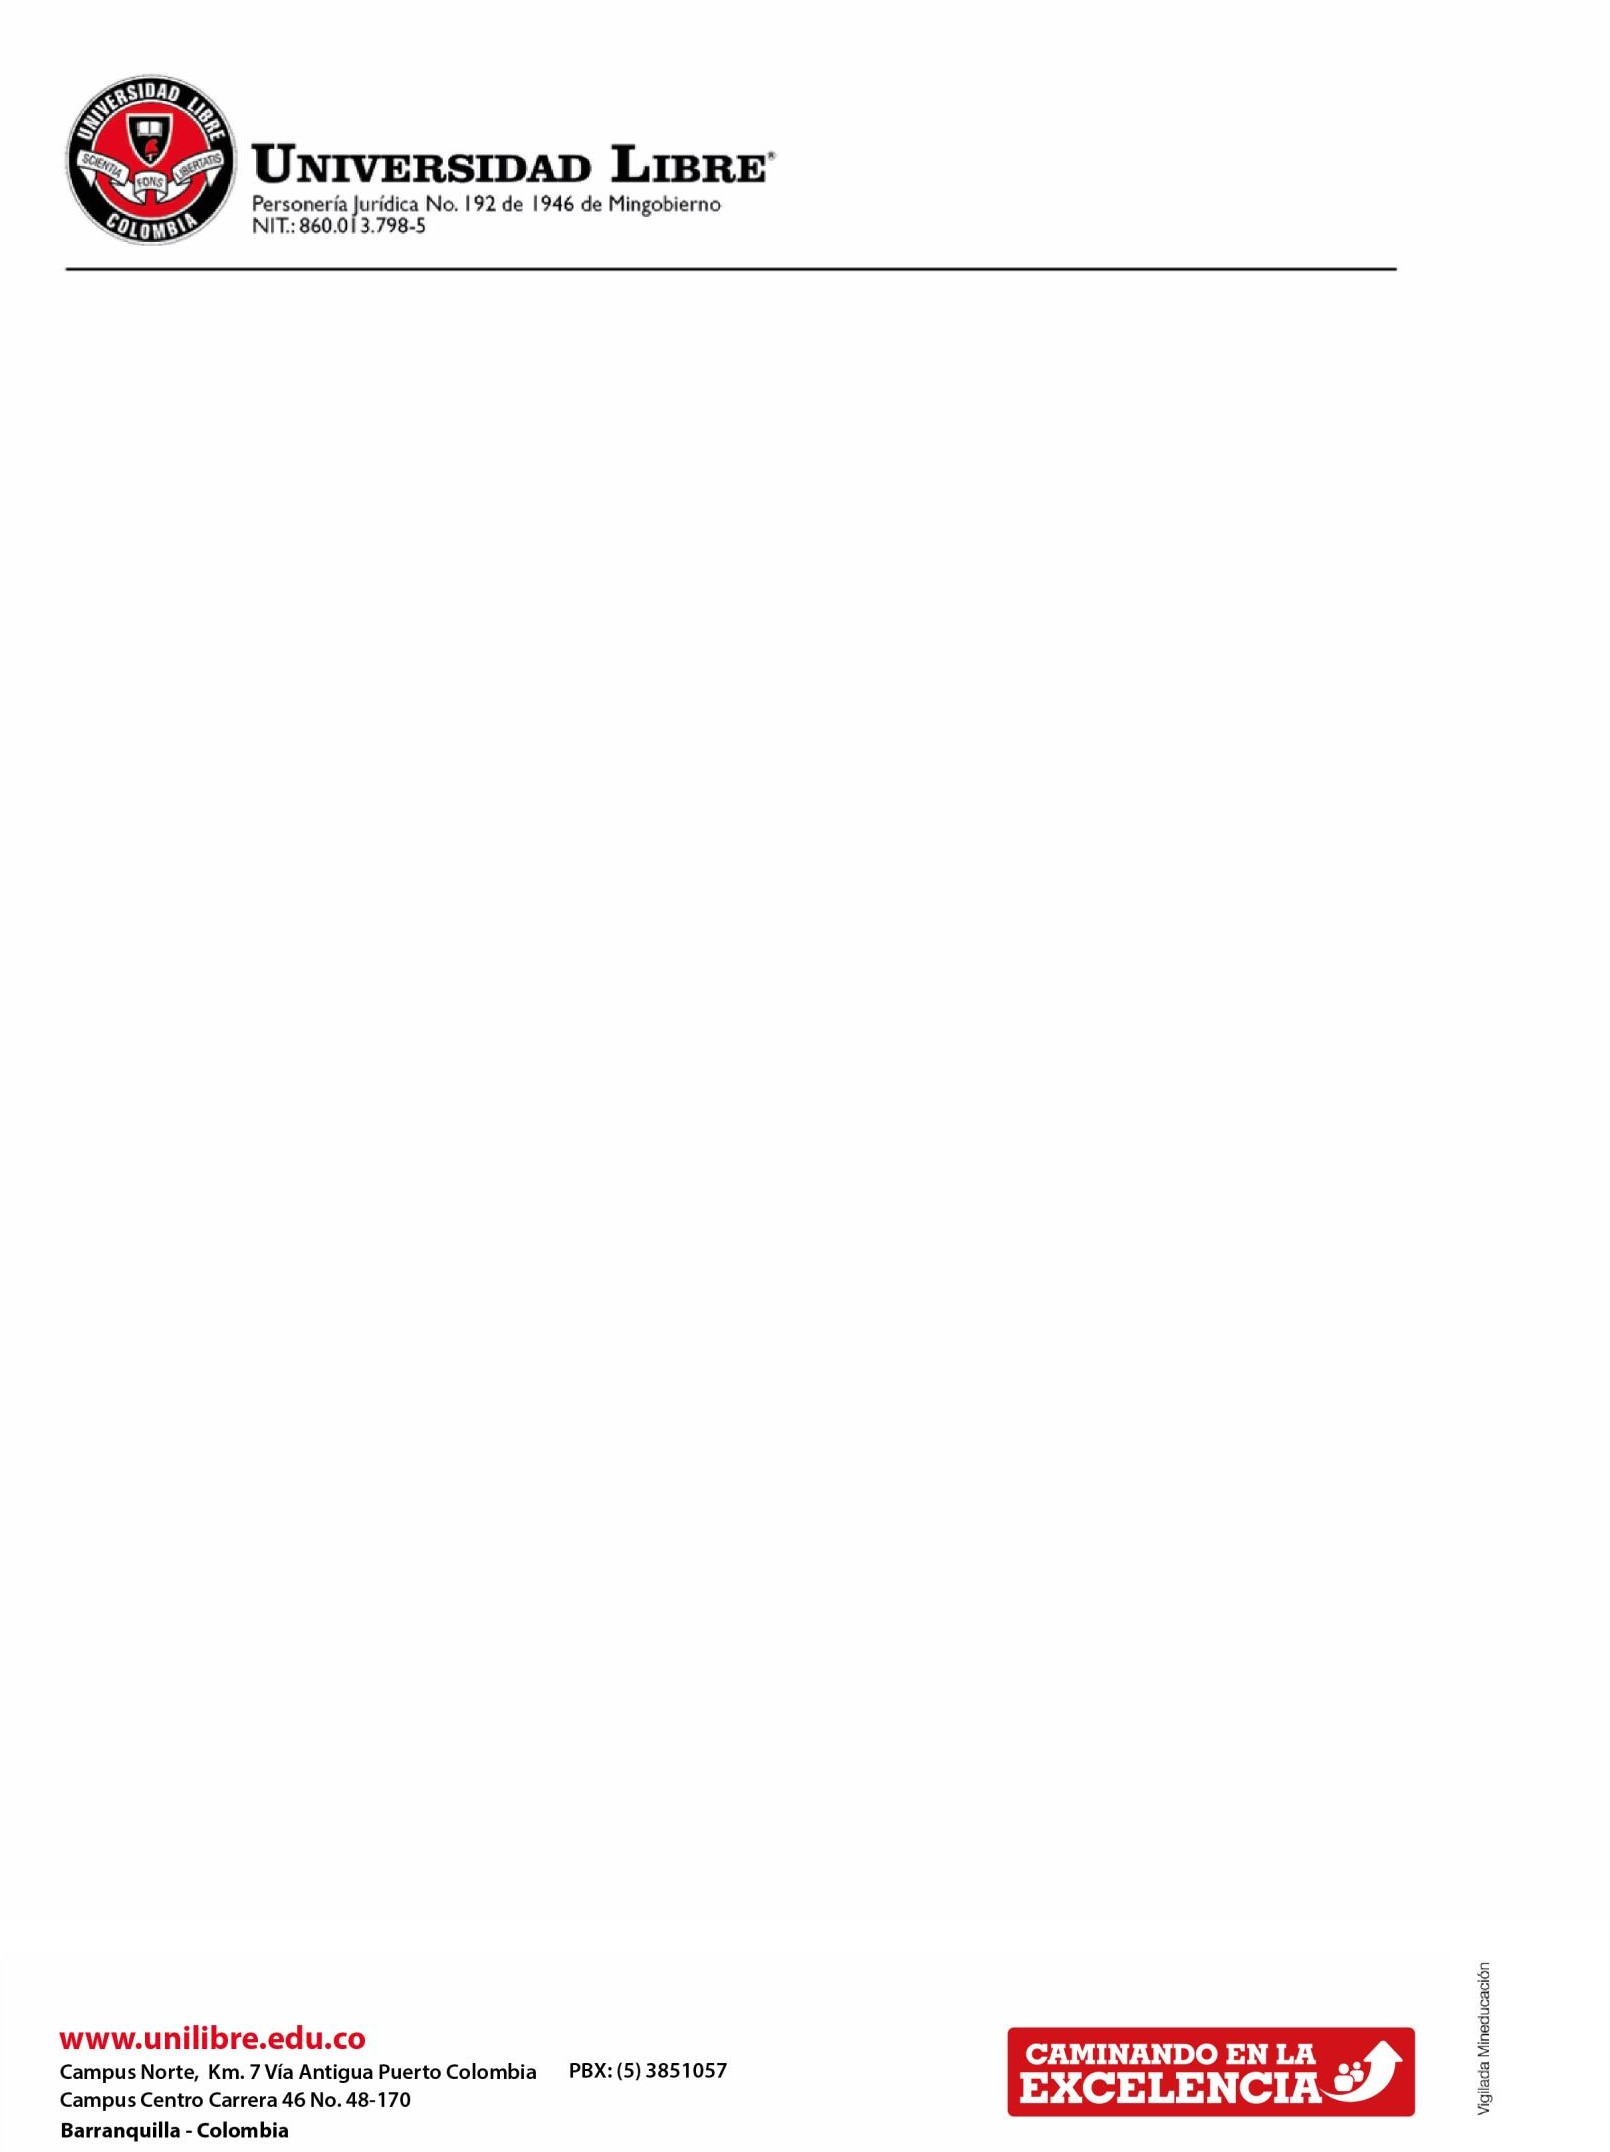 UNIVERSIDAD LIBRE
SCIENTIA FONS LIBERTATIS
COLOMBIA
UNIVERSIDAD LIBRE®
Personería Jurídica No. 192 de 1946 de Mingobierno
NIT.: 860.013.798-5
www.unilibre.edu.co
Campus Norte, Km. 7 Vía Antigua Puerto Colombia PBX: (5) 3851057
Campus Centro Carrera 46 No. 48-170
Barranquilla - Colombia
CAMINANDO EN LA
EXCELENCIA
Vigilada Mineducación